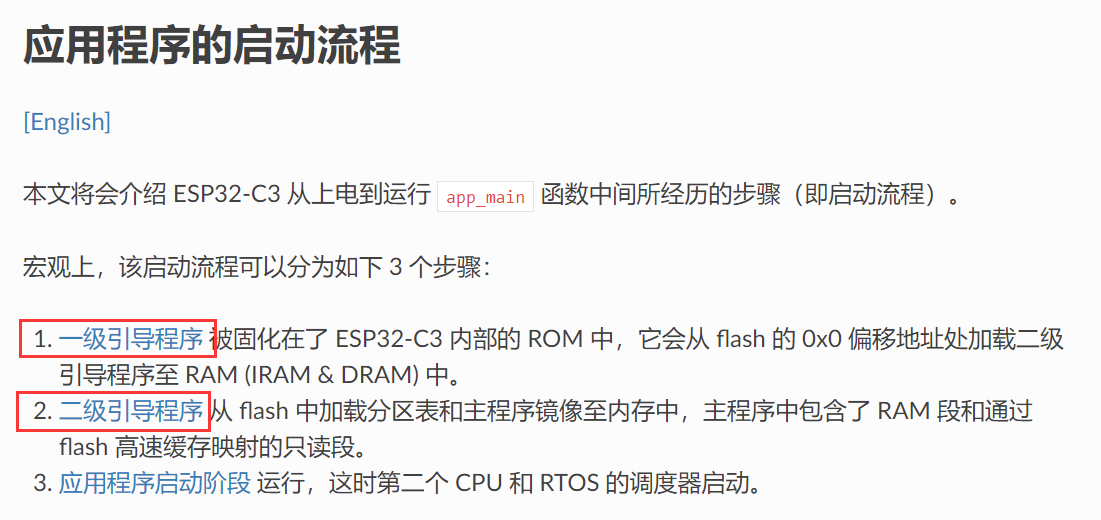 应用程序的启动流程
[English]
本文将会介绍 ESP32-C3 从上电到运行 app_main 函数中间所经历的步骤（即启动流程）。
宏观上，该启动流程可以分为如下 3 个步骤：
1. 一级引导程序 被固化在了 ESP32-C3 内部的 ROM 中，它会从 flash 的 0x0 偏移地址处加载二级
引导程序至 RAM (IRAM & DRAM) 中。
2. 二级引导程序 从 flash 中加载分区表和主程序镜像至内存中，主程序中包含了 RAM 段和通过
flash 高速缓存映射的只读段。
3. 应用程序启动阶段 运行，这时第二个 CPU 和 RTOS 的调度器启动。